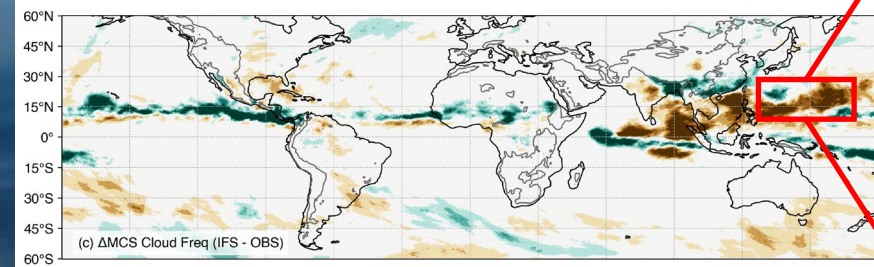 60°N
45°N
30°N
15°N
0°
15°S
30°S
45°S
60°S
(c) ΔMCS Cloud Freq (IFS - OBS)